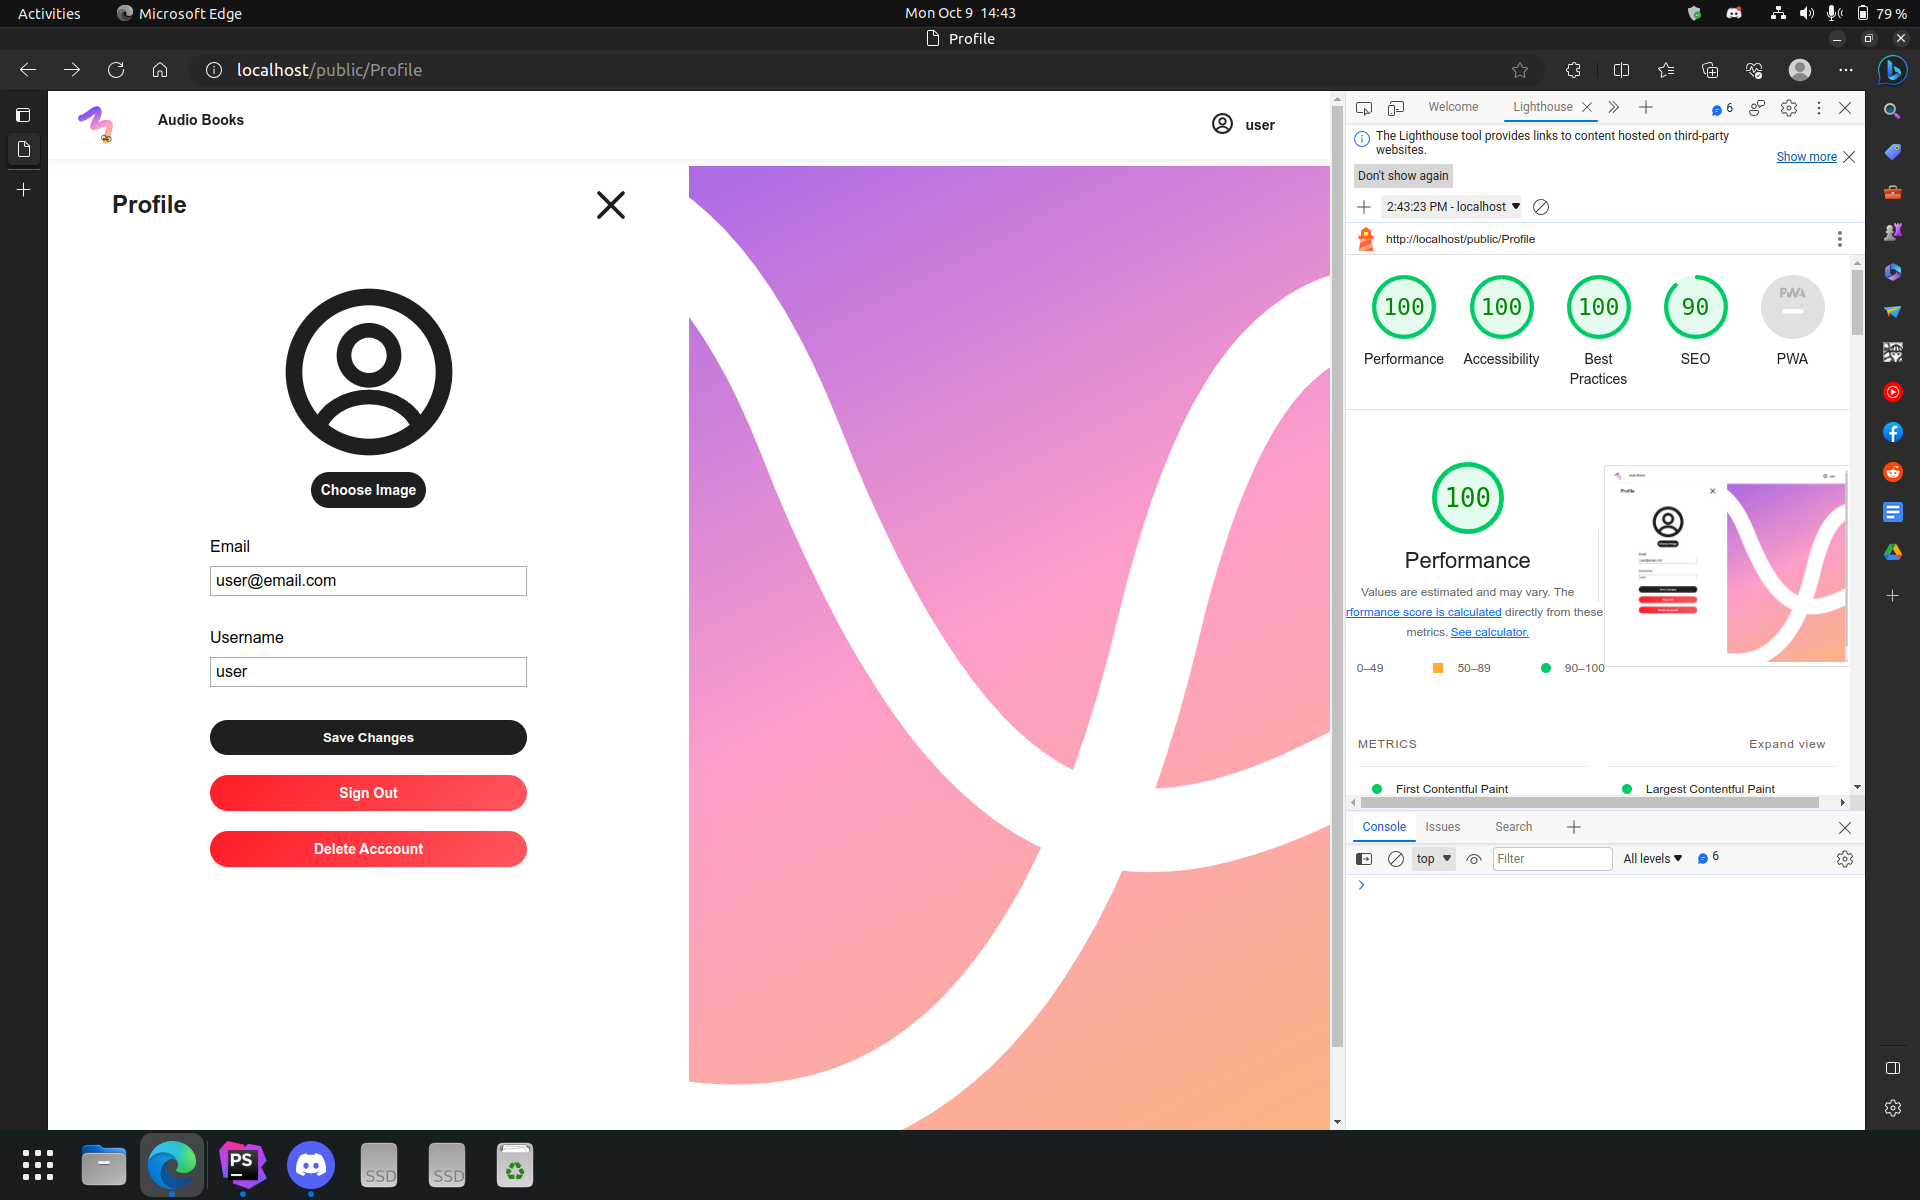 Activities
Microsoft Edge
Mon Oct 9 14:43
79 %
Profile
localhost/public/Profile
Audio Books
user
Profile
Choose Image
Email
user@email.com
Username
user
Save Changes
Sign Out
Delete Acccount
Welcome
Lighthouse
6
The Lighthouse tool provides links to content hosted on third-party
websites.
Show more
Don't show again
2:43:23 PM - localhost
http://localhost/public/Profile
100
100
100
90
PWA
Performance
Accessibility
Best
Practices
SEO
PWA
100
Performance
Values are estimated and may vary. The
rformance score is calculated directly from these
metrics. See calculator.
0–49
50–89
90–100
METRICS
Expand view
First Contentful Paint
Largest Contentful Paint
Console
Issues
Search
top
Filter
All levels
6
PS
SSD
SSD